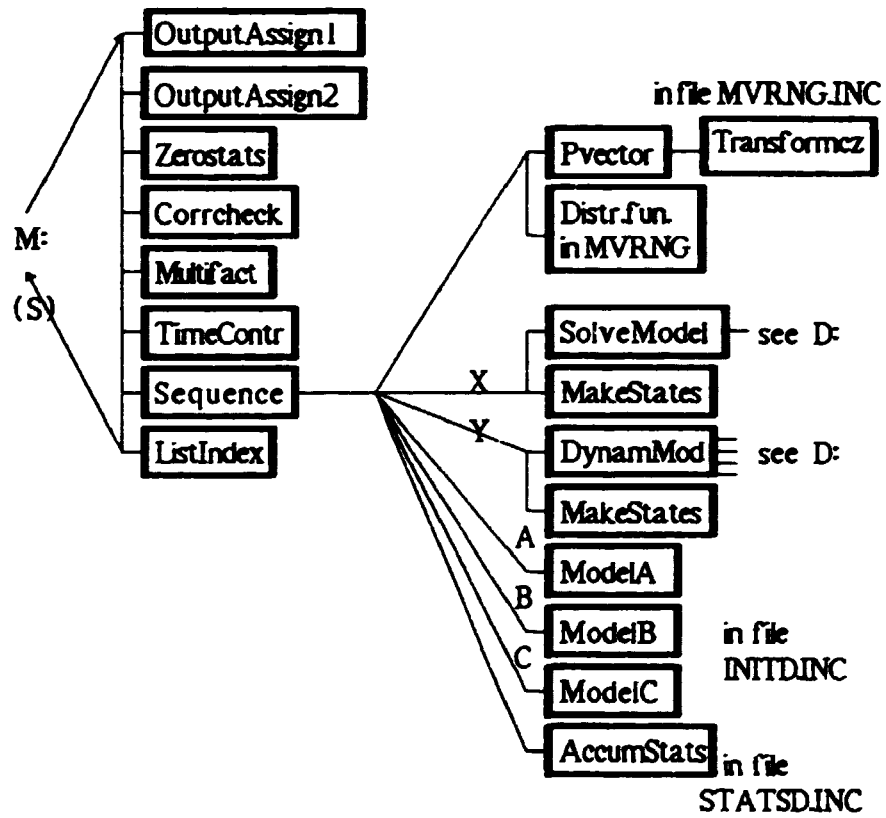 OutputAssign1
OutputAssign2
Zerostats
Corrcheck
Multifact
TimeContr
Sequence
ListIndex
M:
(S)
in file MVRNG.INC
Pvector
Transformcz
Distr.fun.
in MVRNG
X
SolveModel
see D:
MakeStates
Y
DynamMod
see D:
MakeStates
A
ModelA
B
ModelB
in file
INITD.INC
C
ModelC
AccumStats
in file
STATSD.INC